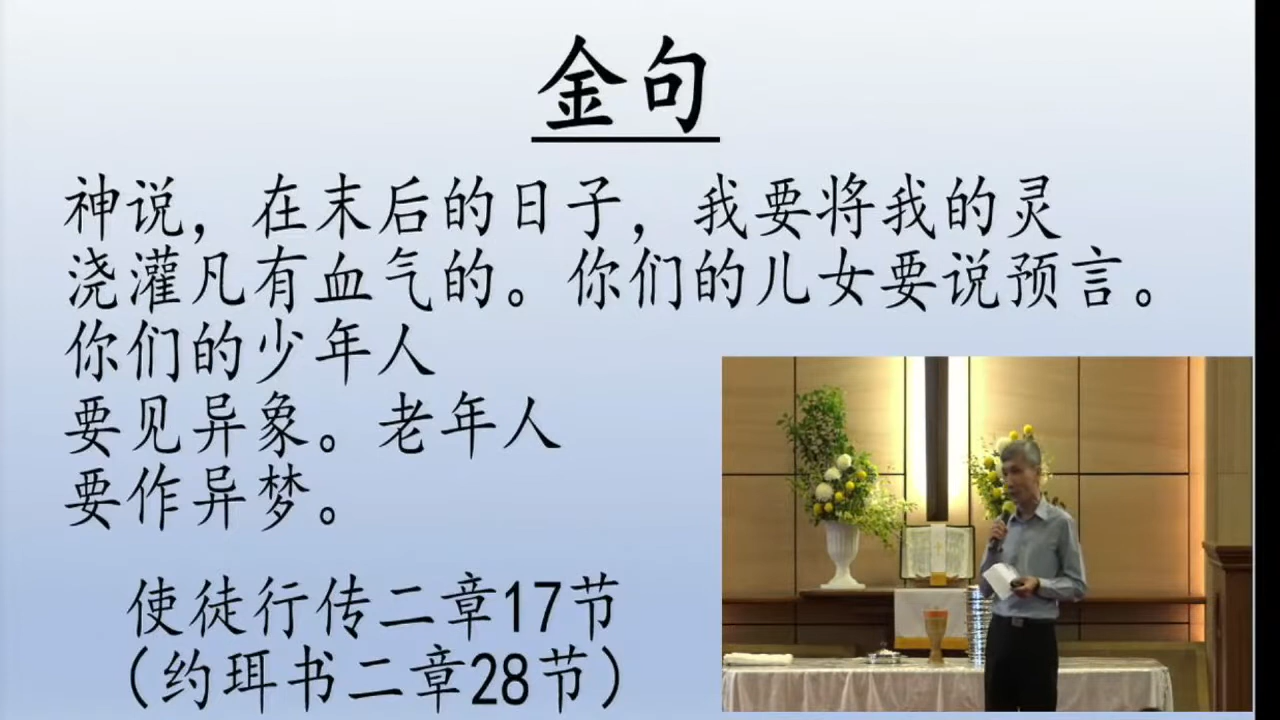 金句
神说，在末后的日子，我要将我的灵
浇灌凡有血气的。你们的儿女要说预言。
你们的少年人
要见异象。老年人
要作异梦。
使徒行传二章17节
（约珥书二章28节）